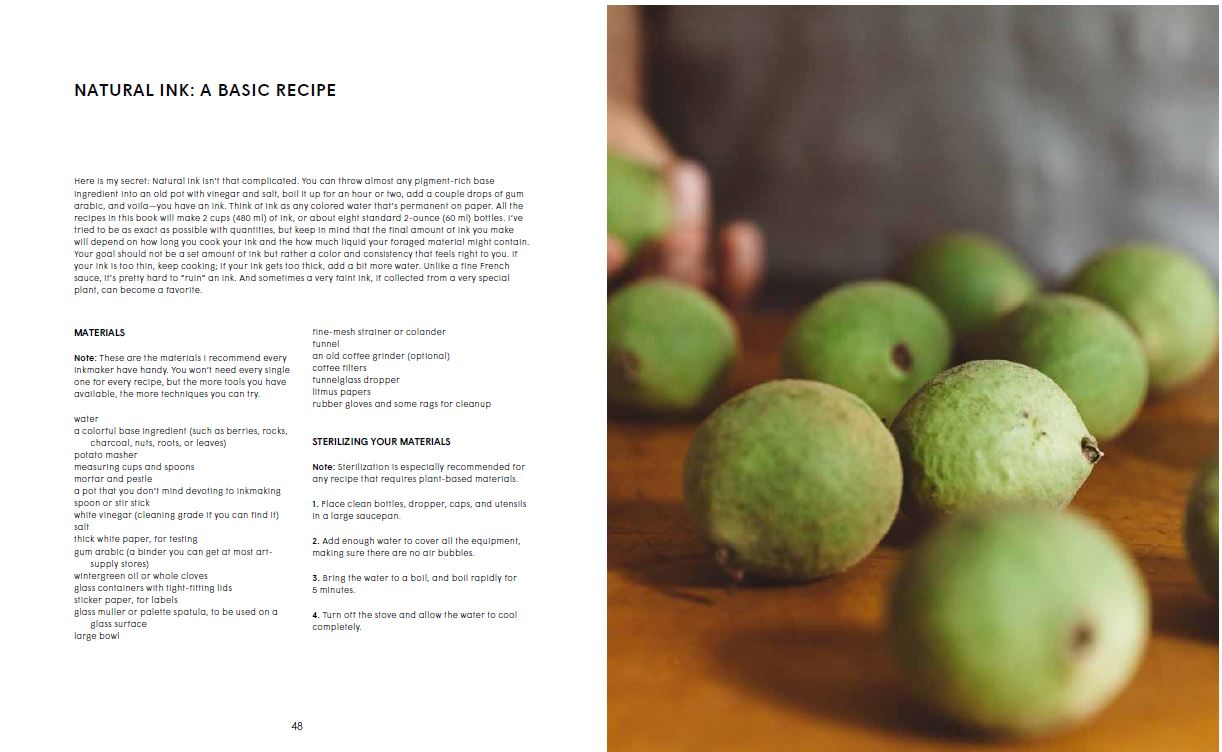 NATURAL INK: A BASIC RECIPE
Here is my secret: Natural ink isn't that complicated. You can throw almost any pigment-rich base
ingredient into an old pot with vinegar and salt, boil it up for an hour or two, add a couple drops of gum
arabic, and voila—you have an ink. Think of ink as any colored water that's permanent on paper. All the
recipes in this book will make 2 cups (480 ml) of ink, or about eight standard 2-ounce (60 ml) bottles. I've
tried to be as exact as possible with quantities, but keep in mind that the final amount of ink you make
will depend on how long you cook your ink and the how much liquid your foraged material might contain.
Your goal should not be a set amount of ink but rather a color and consistency that feels right to you. If
your ink is too thin, keep cooking; if your ink gets too thick, add a bit more water. Unlike a fine French
sauce, it's pretty hard to "ruin" an ink. And sometimes a very faint ink, if collected from a very special
plant, can become a favorite.
MATERIALS
Note: These are the materials I recommend every
inkmaker have handy. You won't need every single
one for every recipe, but the more tools you have
available, the more techniques you can try.
water
a colorful base ingredient (such as berries, rocks,
charcoal, nuts, roots, or leaves)
potato masher
measuring cups and spoons
mortar and pestle
a pot that you don't mind devoting to inkmaking
spoon or stir stick
white vinegar (cleaning grade if you can find it)
salt
thick white paper, for testing
gum arabic (a binder you can get at most art-
supply stores)
wintergreen oil or whole cloves
glass containers with tight-fitting lids
sticker paper, for labels
glass muller or palette spatula, to be used on a
glass surface
large bowl
fine-mesh strainer or colander
funnel
an old coffee grinder (optional)
coffee filters
funnelglass dropper
litmus papers
rubber gloves and some rags for cleanup
STERILIZING YOUR MATERIALS
Note: Sterilization is especially recommended for
any recipe that requires plant-based materials.
1. Place clean bottles, dropper, caps, and utensils
in a large saucepan.
2. Add enough water to cover all the equipment,
making sure there are no air bubbles.
3. Bring the water to a boil, and boil rapidly for
5 minutes.
4. Turn off the stove and allow the water to cool
completely.
48